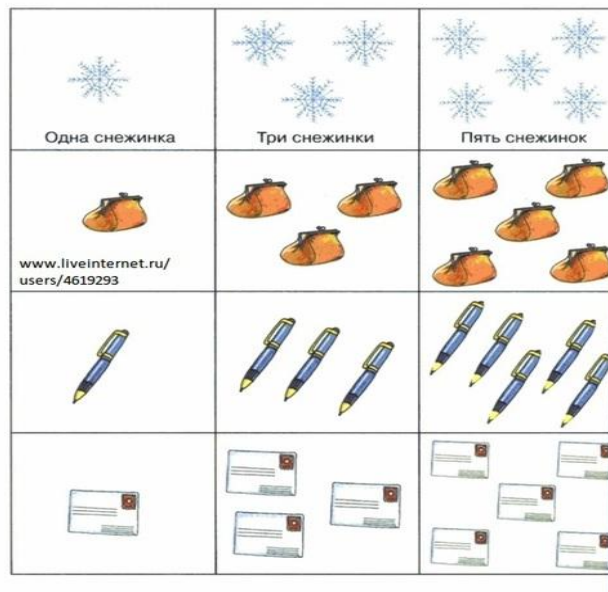 Одна снежинка
Три снежинки
Пять снежинок
www.liveinternet.ru/
users/4619293